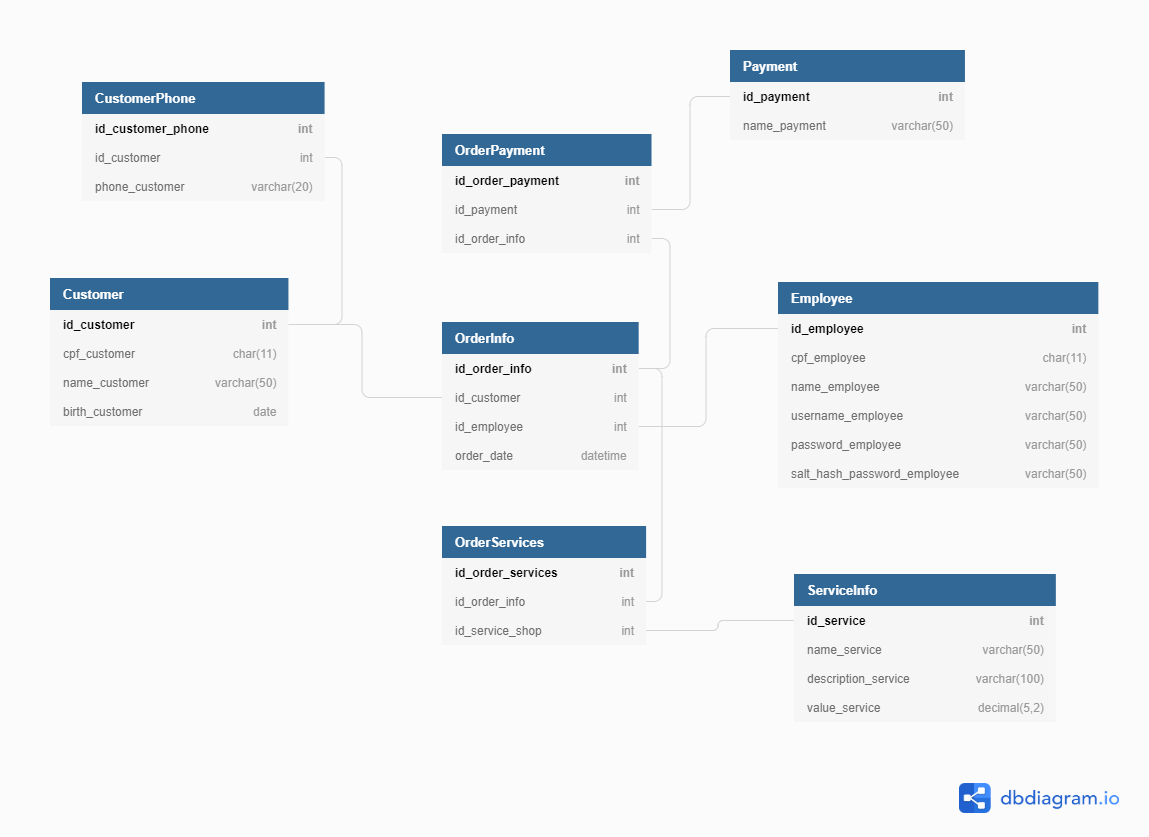 CustomerPhone
id_customer_phone int
id_customer int
phone_customer varchar(20)
Customer
id_customer int
cpf_customer char(11)
name_customer varchar(50)
birth_customer date
OrderPayment
id_order_payment int
id_payment int
id_order_info int
OrderInfo
id_order_info int
id_customer int
id_employee int
order_date datetime
OrderServices
id_order_services int
id_order_info int
id_service_shop int
Payment
id_payment int
name_payment varchar(50)
Employee
id_employee int
cpf_employee char(11)
name_employee varchar(50)
username_employee varchar(50)
password_employee varchar(50)
salt_hash_password_employee varchar(50)
ServiceInfo
id_service int
name_service varchar(50)
description_service varchar(100)
value_service decimal(5,2)
dbdiagram.io